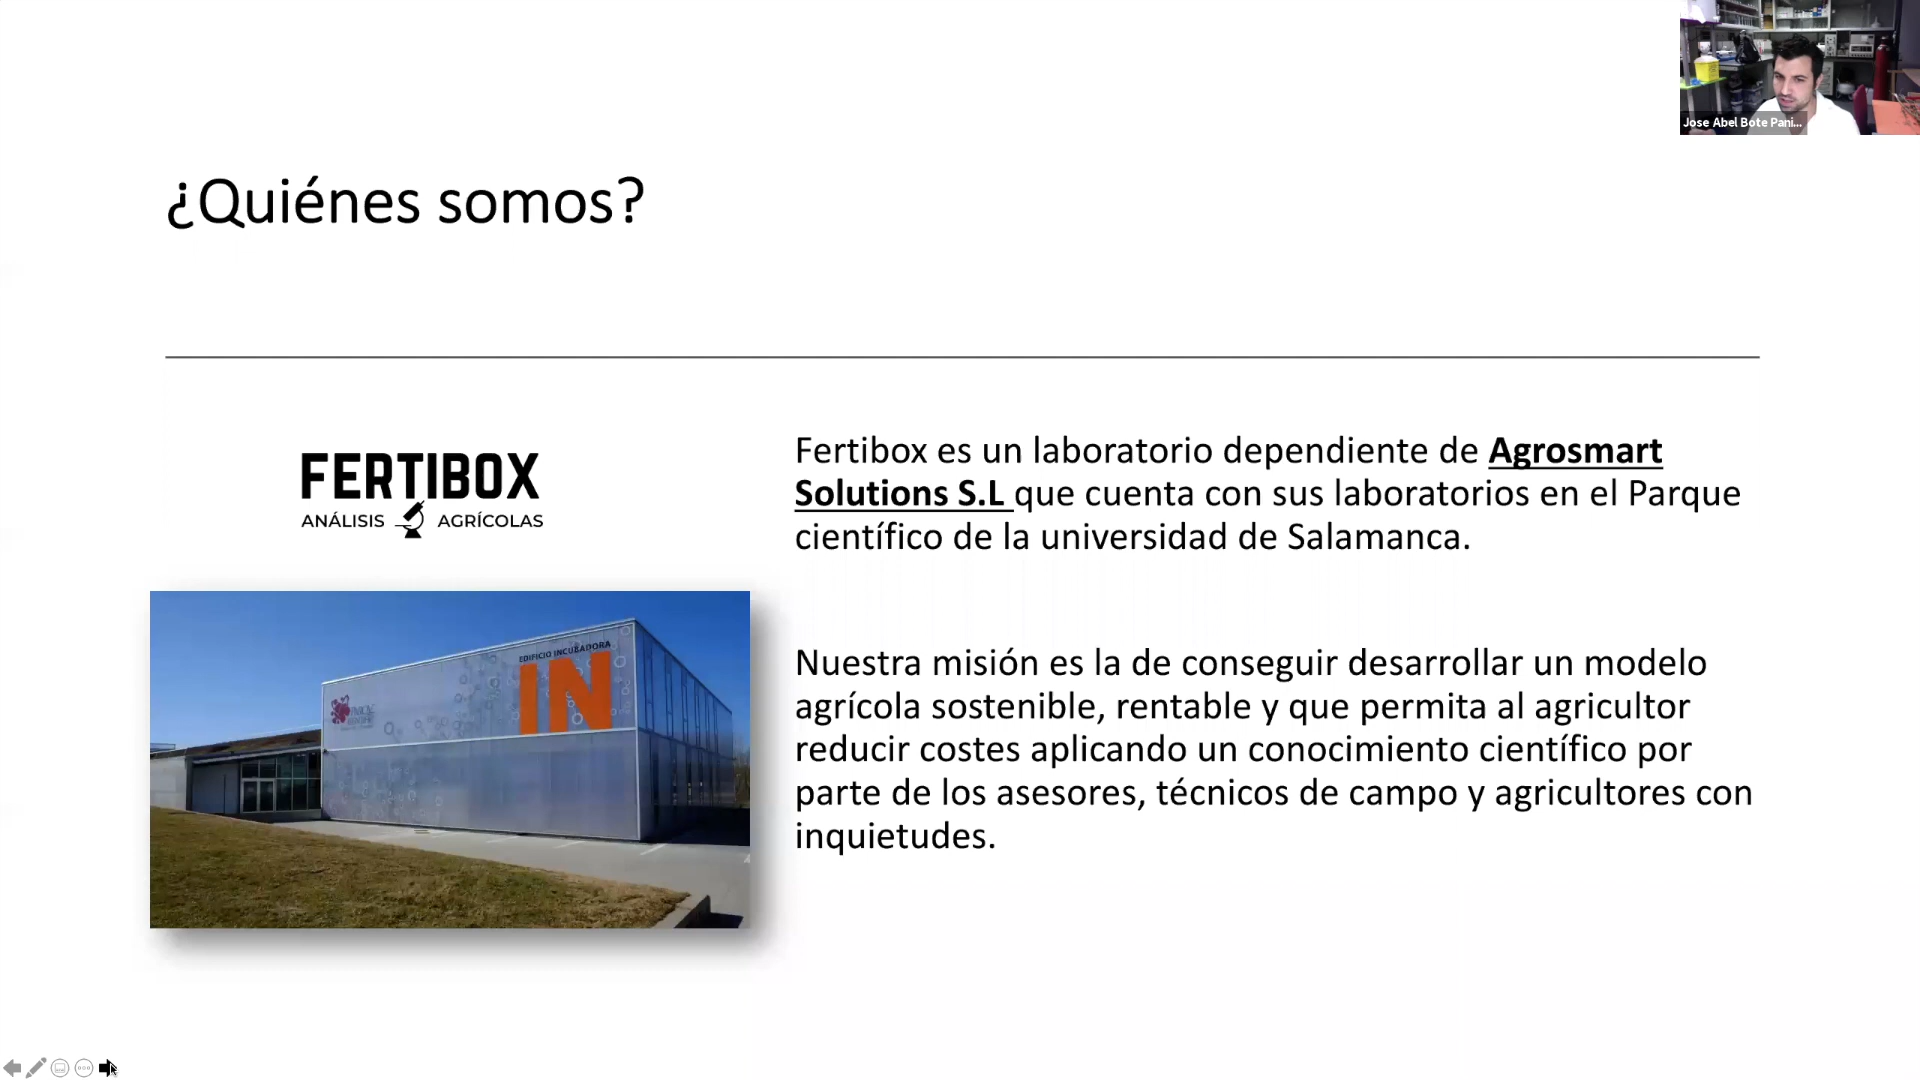 Jose Abel Bote Pani...
¿Quiénes somos?
FERTIBOX
ANÁLISIS AGRÍCOLAS
EDIFICIO INCUBADORA
IN
Fertibox es un laboratorio dependiente de Agrosmart
Solutions S.L que cuenta con sus laboratorios en el Parque
científico de la universidad de Salamanca.
Nuestra misión es la de conseguir desarrollar un modelo
agrícola sostenible, rentable y que permita al agricultor
reducir costes aplicando un conocimiento científico por
parte de los asesores, técnicos de campo y agricultores con
inquietudes.